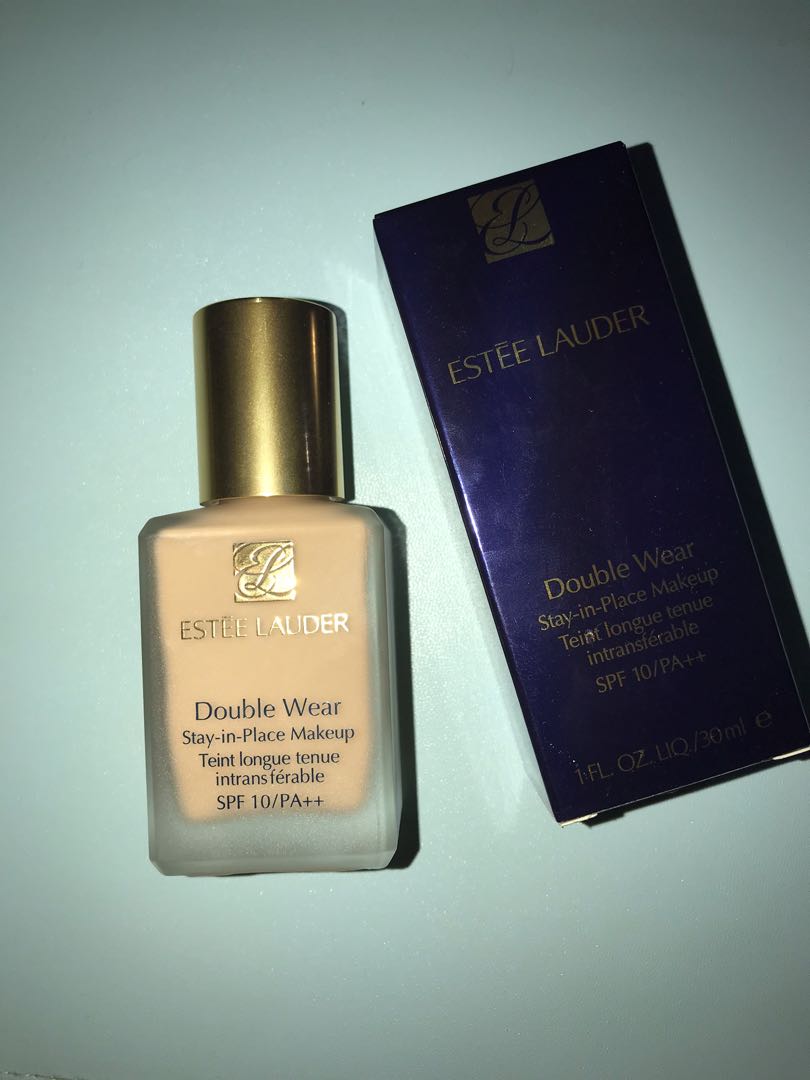 ESTĒE LAUDER
Double Wear
Stay-in-Place Makeup
Teint longue tenue
intransférable
SPF 10/PA++
ESTĒE LAUDER
Double Wear
Stay-in-Place Makeup
Teint longue tenue
intransférable
SPF 10/PA++
1 FL. OZ. LIQ./30 ml ℮